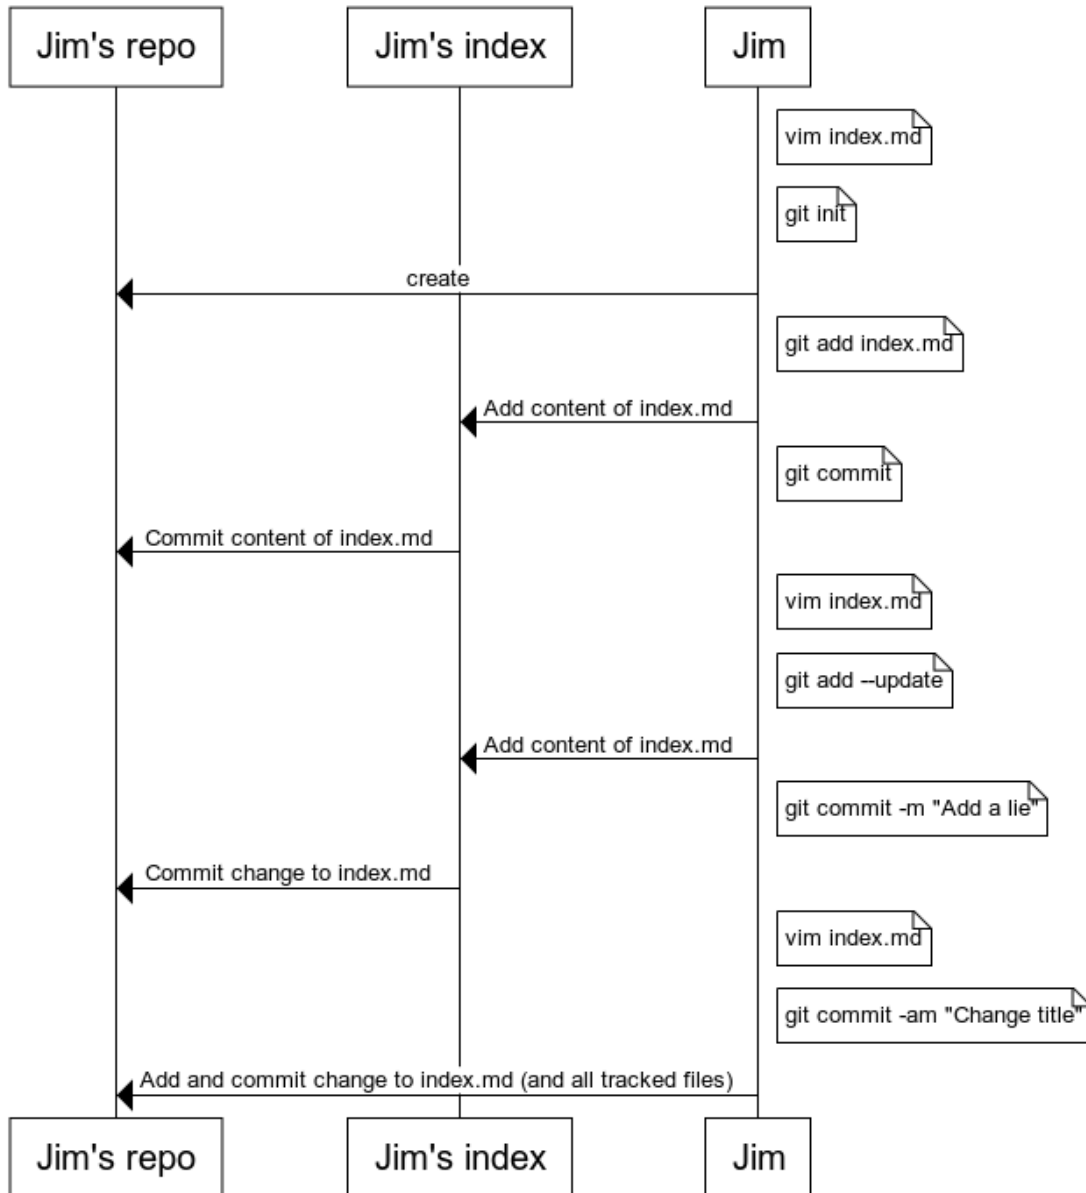 Jim's repo
Jim's index
Jim
vim index.md
git init
create
git add index.md
Add content of index.md
git commit
Commit content of index.md
vim index.md
git add --update
Add content of index.md
git commit -m "Add a lie"
Commit change to index.md
vim index.md
git commit -am "Change title"
Add and commit change to index.md (and all tracked files)
Jim's repo
Jim's index
Jim